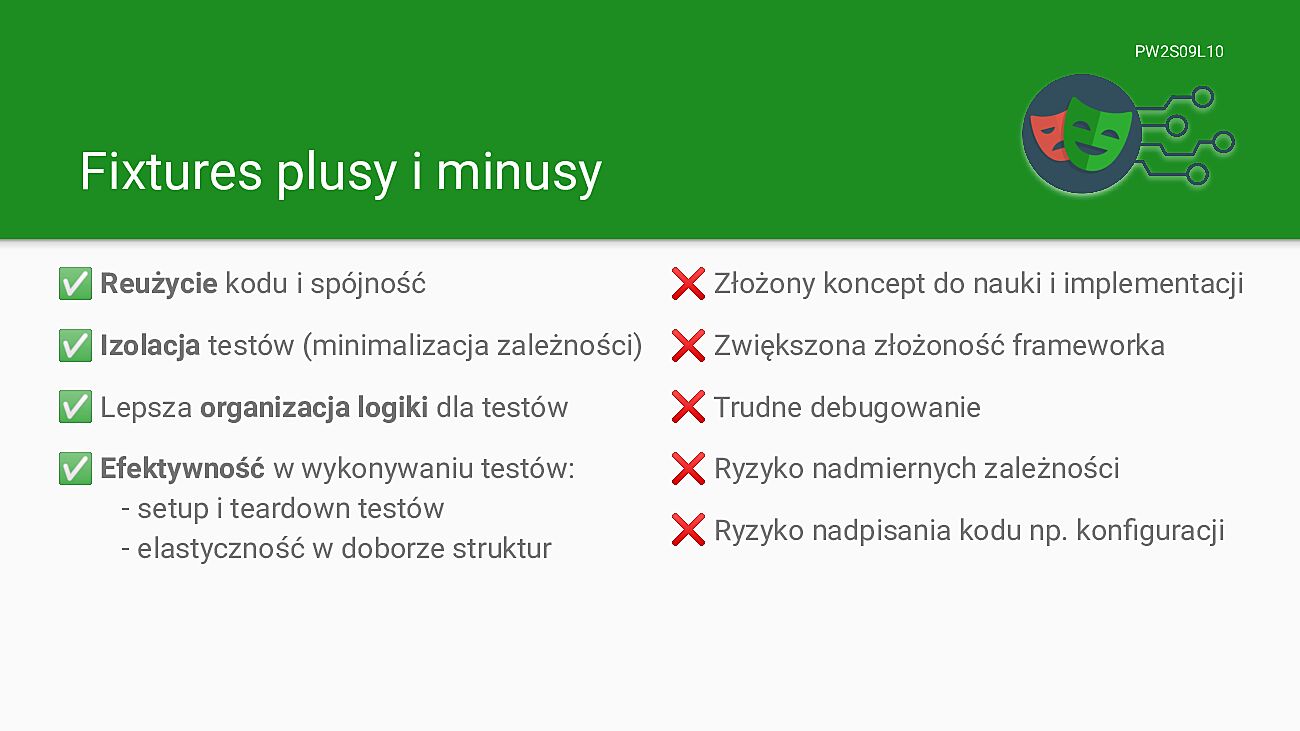 PW2S09L10
Fixtures plusy i minusy
✅ Reużycie kodu i spójność
✅ Izolacja testów (minimalizacja zależności)
✅ Lepsza organizacja logiki dla testów
✅ Efektywność w wykonywaniu testów:
- setup i teardown testów
- elastyczność w doborze struktur
❌ Złożony koncept do nauki i implementacji
❌ Zwiększona złożoność frameworka
❌ Trudne debugowanie
❌ Ryzyko nadmiernych zależności
❌ Ryzyko nadpisania kodu np. konfiguracji